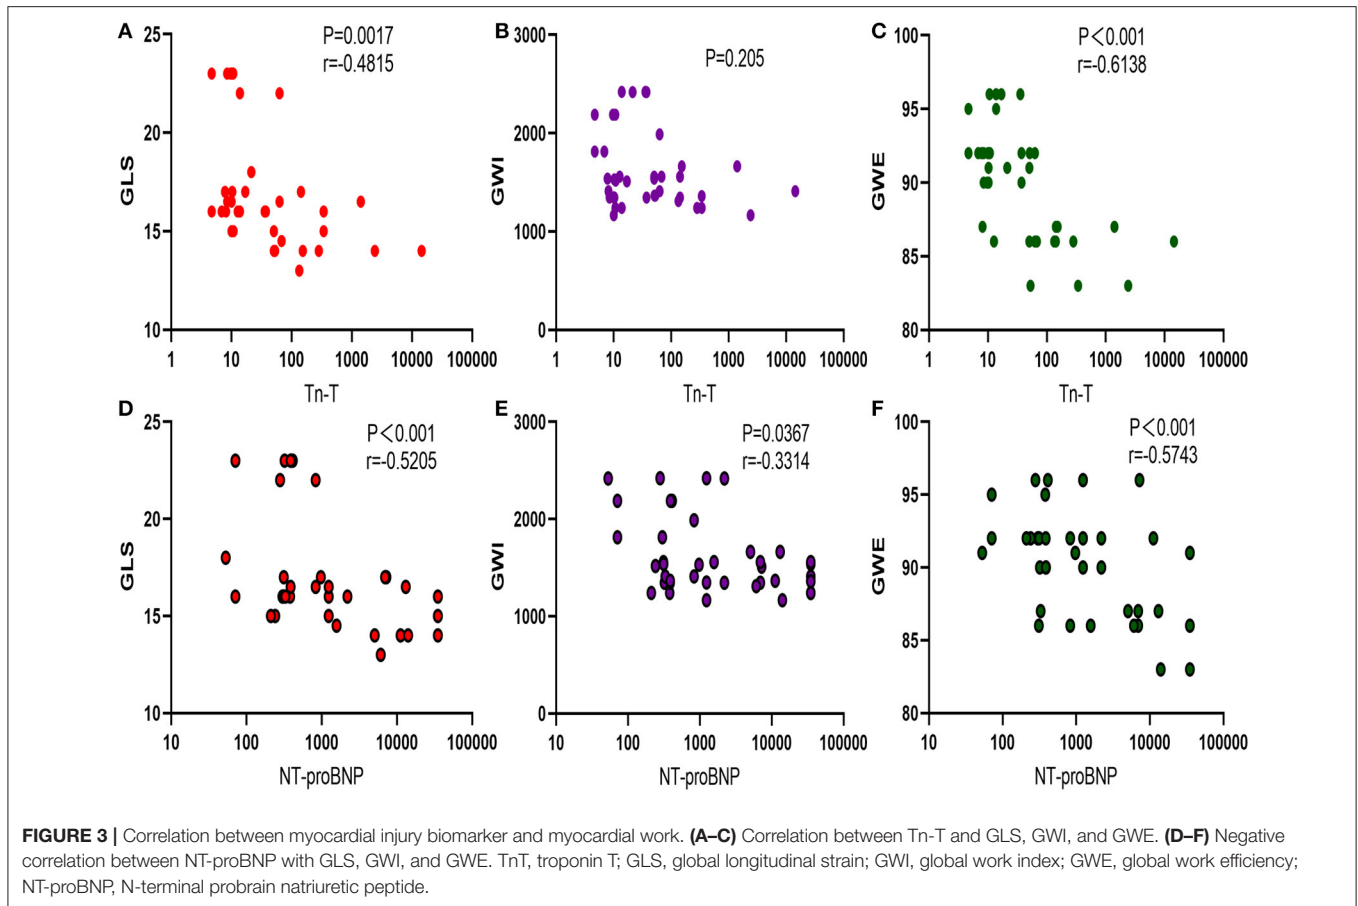 A
P=0.0017
r=-0.4815
25
20
15
10
GLS
1 10 100 1000 10000 100000
Tn-T
B
P=0.205
3000
2000
1000
0
GWI
1 10 100 1000 10000 100000
Tn-T
C
P<0.001
r=-0.6138
100
95
90
85
80
GWE
1 10 100 1000 10000 100000
Tn-T
D
P<0.001
r=-0.5205
25
20
15
10
GLS
10 100 1000 10000 100000
NT-proBNP
E
P=0.0367
r=-0.3314
3000
2000
1000
0
GWI
10 100 1000 10000 100000
NT-proBNP
F
P<0.001
r=-0.5743
100
95
90
85
80
GWE
10 100 1000 10000 100000
NT-proBNP
FIGURE 3 | Correlation between myocardial injury biomarker and myocardial work. (A–C) Correlation between Tn-T and GLS, GWI, and GWE. (D–F) Negative
correlation between NT-proBNP with GLS, GWI, and GWE. TnT, troponin T; GLS, global longitudinal strain; GWI, global work index; GWE, global work efficiency;
NT-proBNP, N-terminal probrain natriuretic peptide.